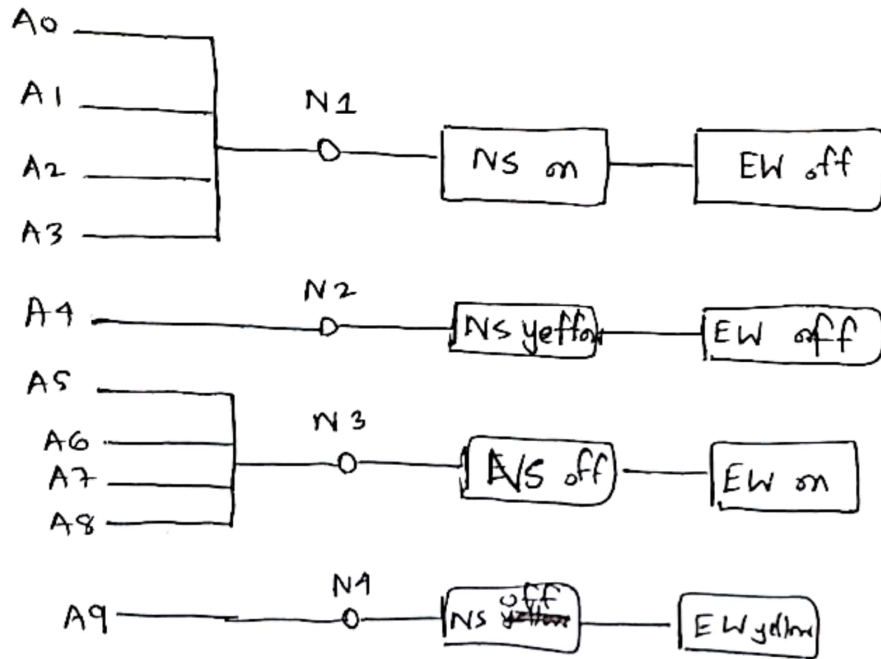 A0
A1
N1
NS on
EW off
A2
A3
A4
N2
NS yellow
EW off
A5
N3
A6
NS off
EW on
A7
A8
A9
N4
NS off
EW yellow